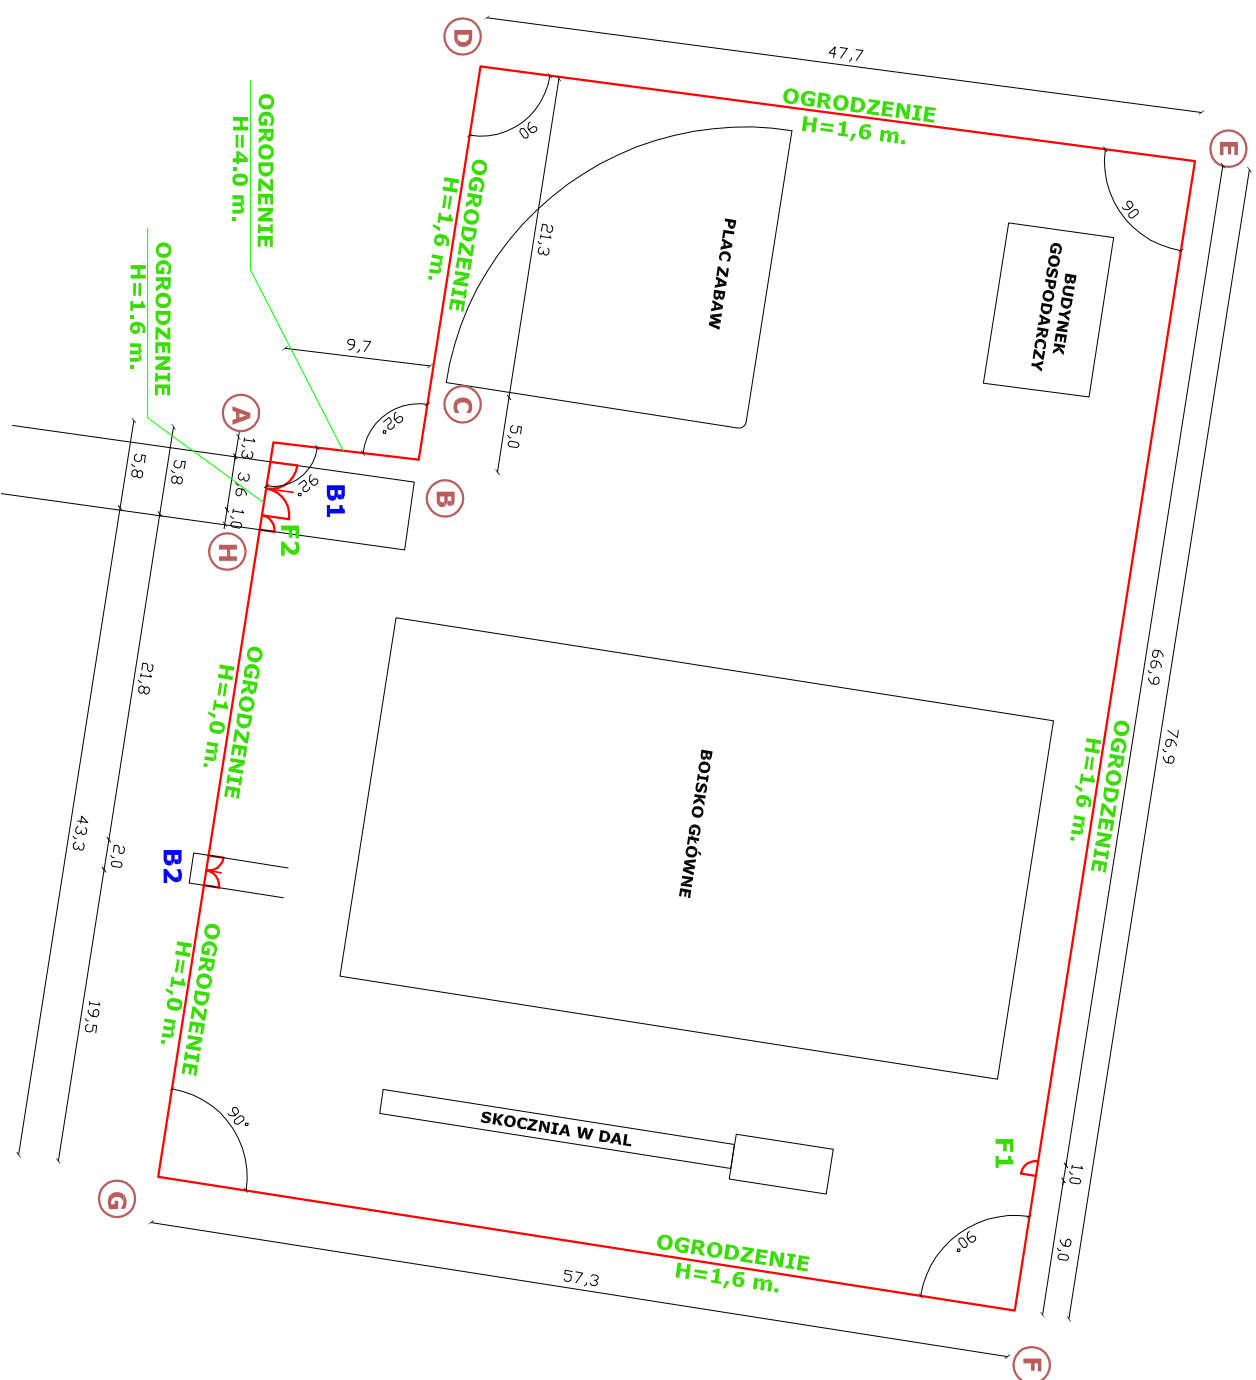 D
47,7
OGRODZENIE
H=1,6 m.
E
OGRODZENIE
H=4.0 m.
90
OGRODZENIE
H=1,6 m.
21,3
PLAC ZABAW
90
BUDYNEK
GOSPODARCZY
OGRODZENIE
H=1.6 m.
9,7
A
C
92°
5,0
B
1,3
3,6
1,0
5,8
5,8
92°
B1
F2
H
21,8
OGRODZENIE
H=1,0 m.
66,9
76,9
OGRODZENIE
H=1,6 m.
BOISKO GŁÓWNE
43,3
2,0
B2
19,5
OGRODZENIE
H=1,0 m.
90°
SKOCZNIA W DAL
F1
1,0
9,0
90°
G
57,3
OGRODZENIE
H=1,6 m.
F